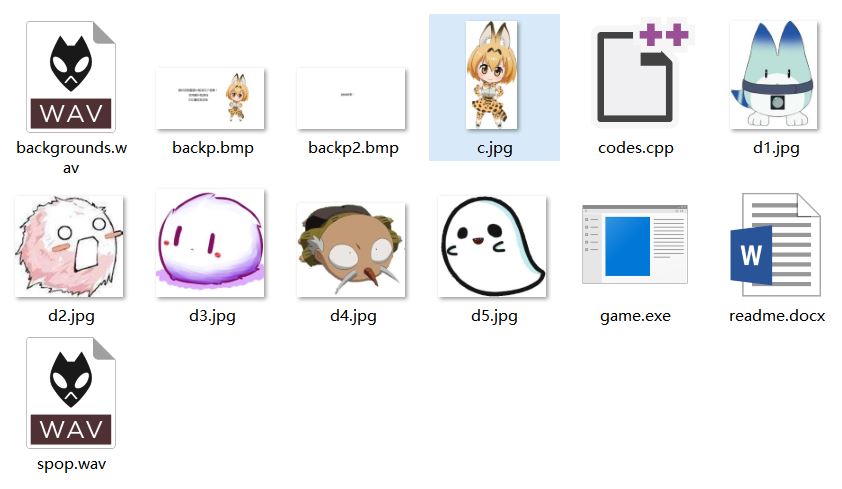 WAV
backgrounds.w
av
backp.bmp
backp2.bmp
c.jpg
codes.cpp
d1.jpg
d2.jpg
d3.jpg
d4.jpg
d5.jpg
game.exe
W
readme.docx
WAV
spop.wav